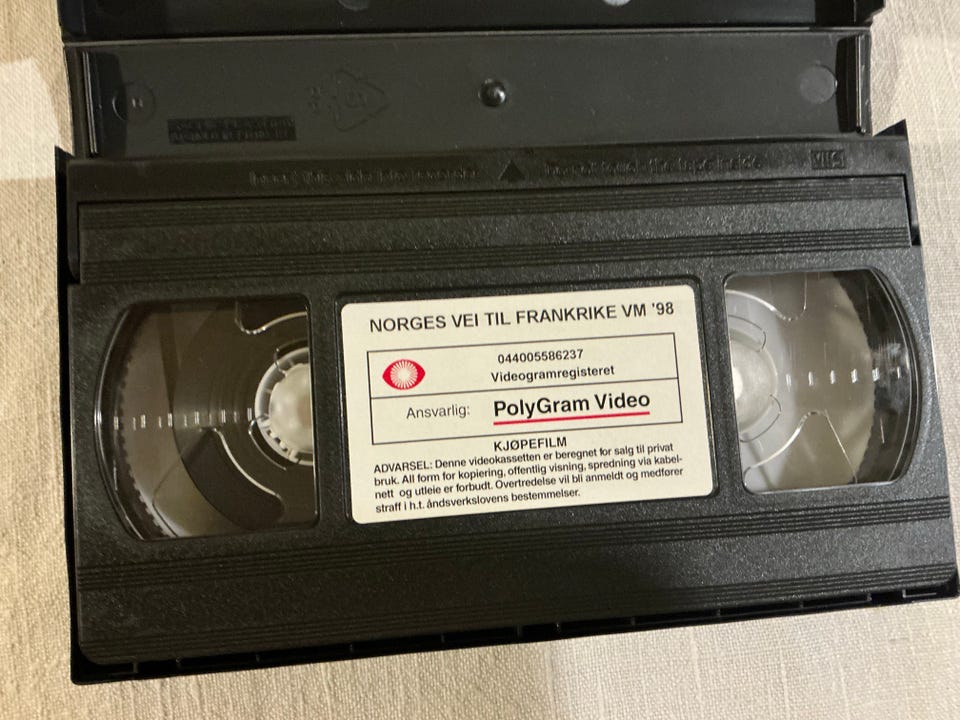 VHS
NORGES VEI TIL FRANKRIKE VM '98
044005586237
Videogramregisteret
Ansvarlig: PolyGram Video
KJØPEFILM
ADVARSEL: Denne videokassetten er beregnet for salg til privat
bruk. All form for kopiering, offentlig visning, spredning via kabel-
nett og utleie er forbudt. Overtredelse vil bli anmeldt og medfører
straff i h.t. åndsverkslovens bestemmelser.